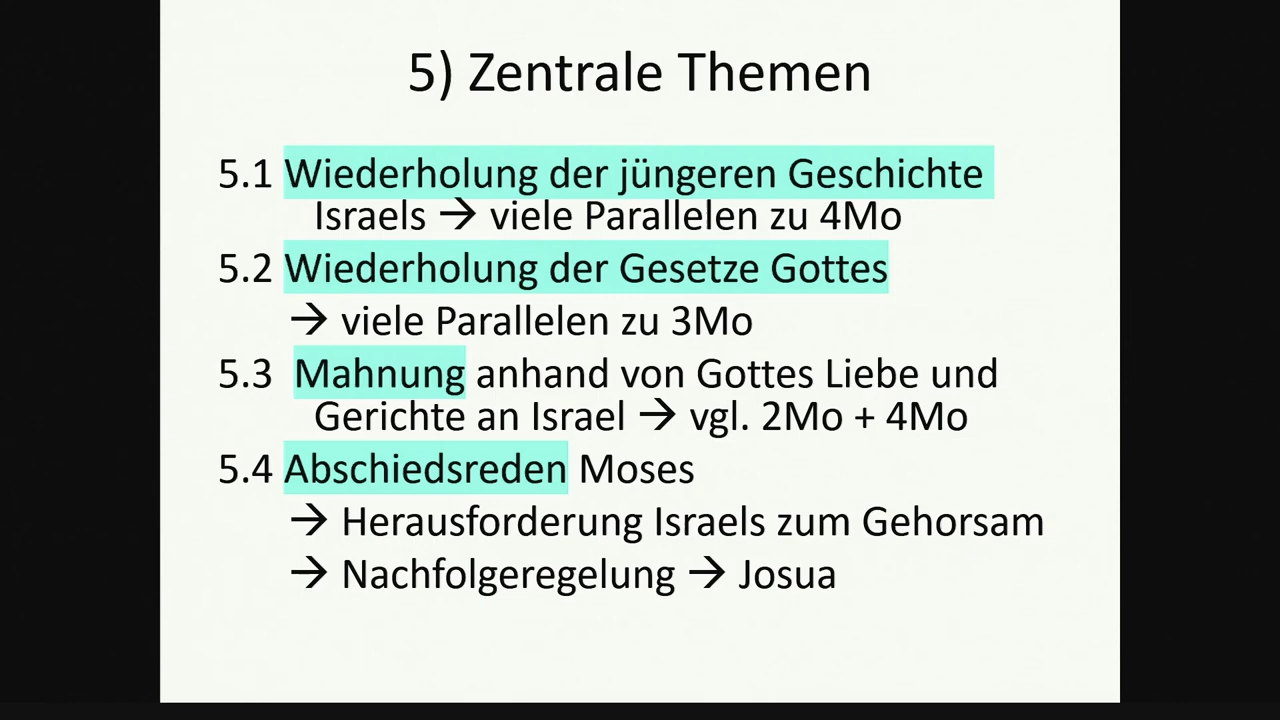 5) Zentrale Themen
5.1 Wiederholung der jüngeren Geschichte
Israels → viele Parallelen zu 4Mo
5.2 Wiederholung der Gesetze Gottes
→ viele Parallelen zu 3Mo
5.3 Mahnung anhand von Gottes Liebe und
Gerichte an Israel → vgl. 2Mo + 4Mo
5.4 Abschiedsreden Moses
→ Herausforderung Israels zum Gehorsam
→ Nachfolgeregelung → Josua